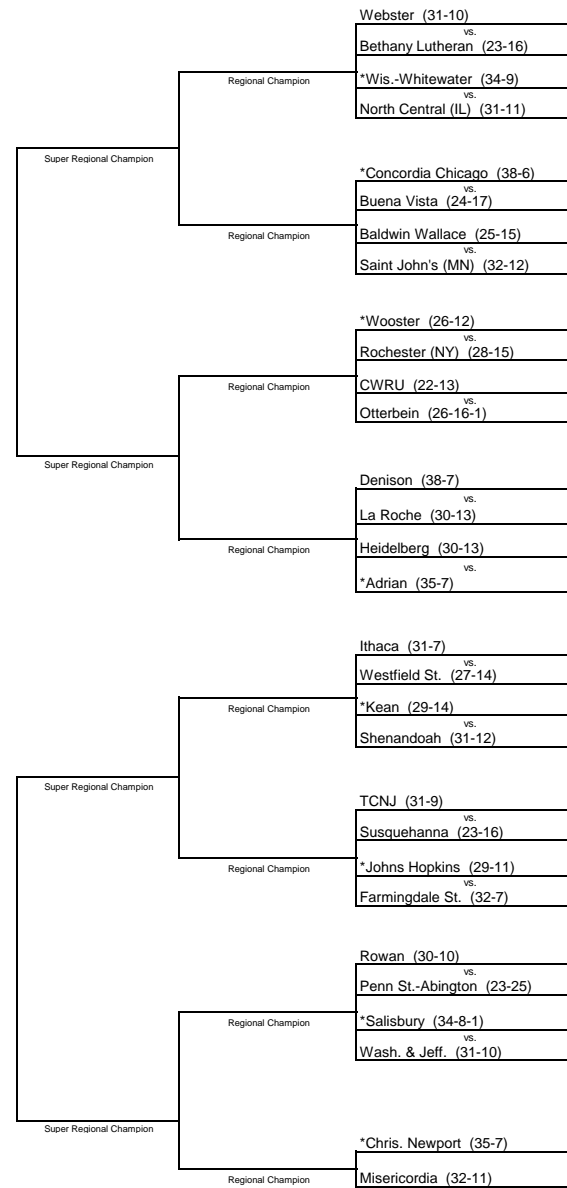 Webster (31-10)
vs.
Bethany Lutheran (23-16)
*Wis.-Whitewater (34-9)
Regional Champion
vs.
North Central (IL) (31-11)
Super Regional Champion
*Concordia Chicago (38-6)
vs.
Buena Vista (24-17)
Baldwin Wallace (25-15)
Regional Champion
vs.
Saint John's (MN) (32-12)
*Wooster (26-12)
vs.
Rochester (NY) (28-15)
CWRU (22-13)
Regional Champion
vs.
Otterbein (26-16-1)
Super Regional Champion
Denison (38-7)
vs.
La Roche (30-13)
Heidelberg (30-13)
Regional Champion
vs.
*Adrian (35-7)
Ithaca (31-7)
vs.
Westfield St. (27-14)
*Kean (29-14)
Regional Champion
vs.
Shenandoah (31-12)
Super Regional Champion
TCNJ (31-9)
vs.
Susquehanna (23-16)
*Johns Hopkins (29-11)
Regional Champion
vs.
Farmingdale St. (32-7)
Rowan (30-10)
vs.
Penn St.-Abington (23-25)
*Salisbury (34-8-1)
Regional Champion
vs.
Wash. & Jeff. (31-10)
Super Regional Champion
*Chris. Newport (35-7)
Misericordia (32-11)
Regional Champion